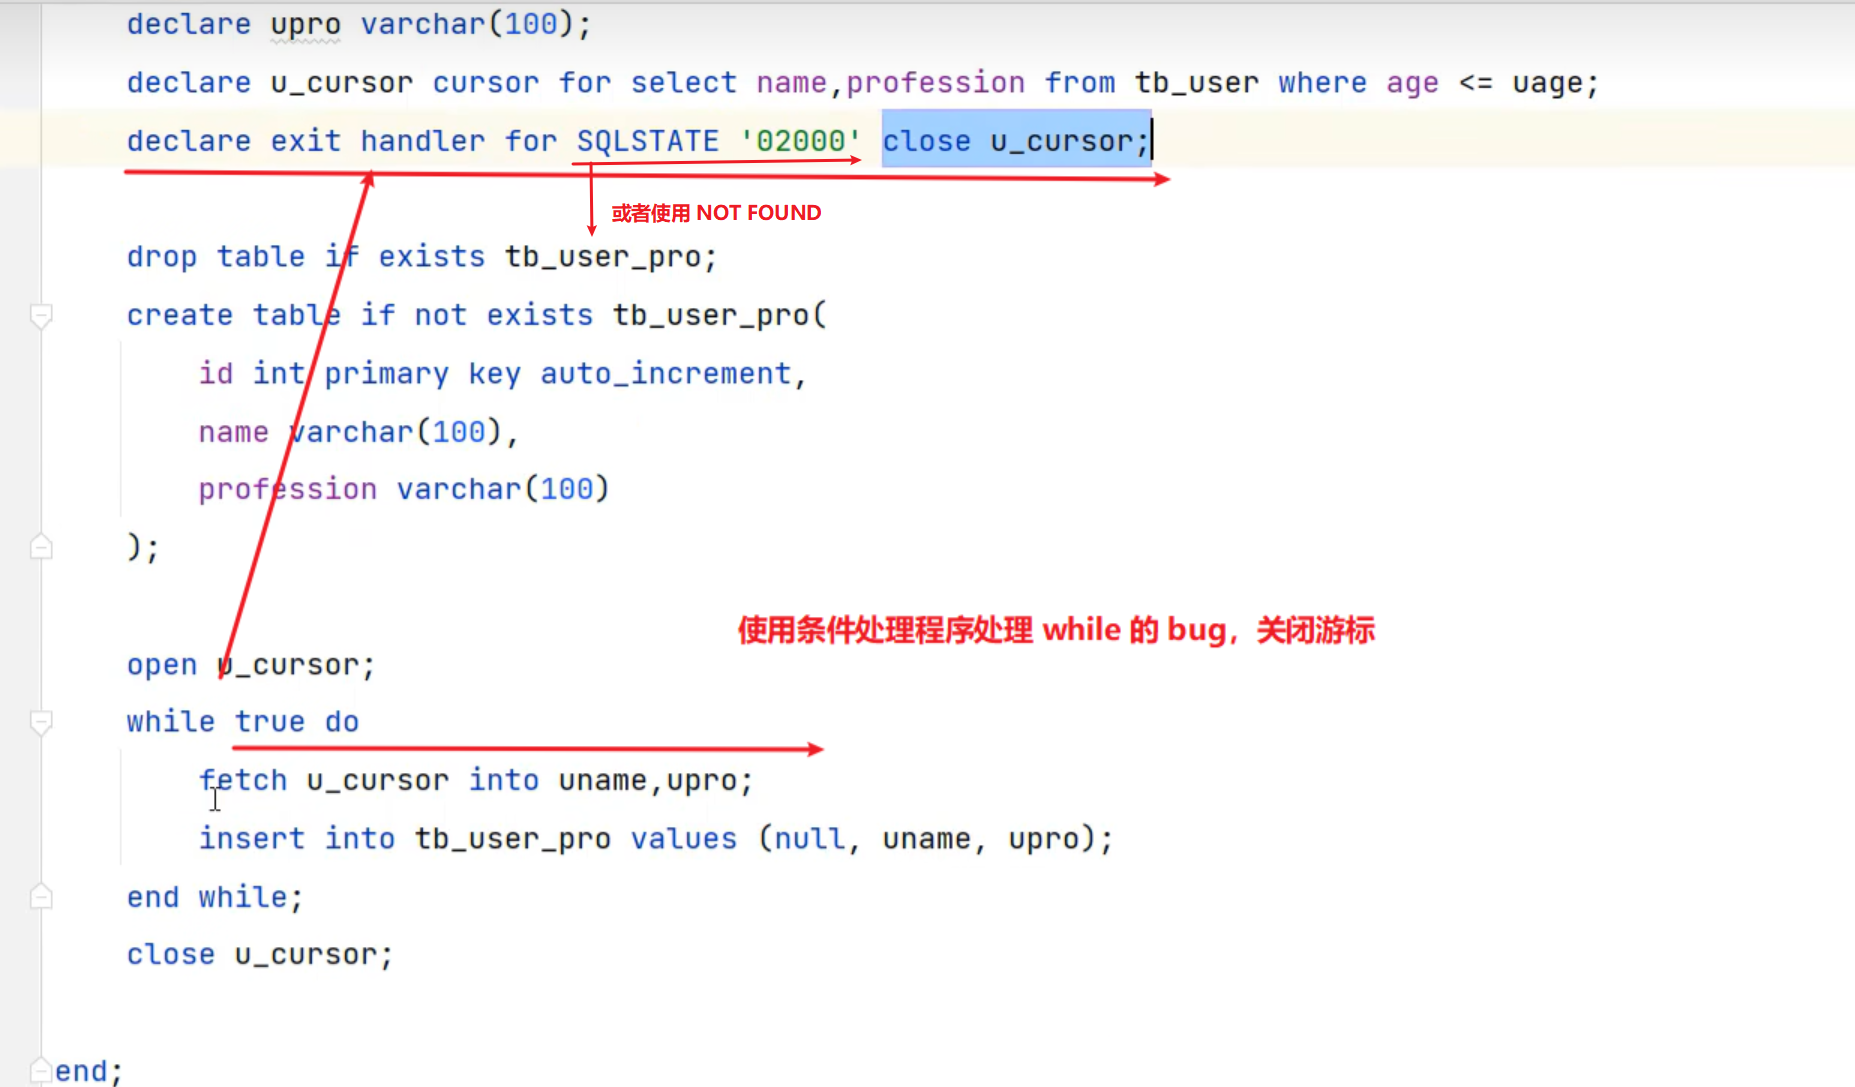 declare upro varchar(100);
declare u_cursor cursor for select name,profession from tb_user where age <= uage;
declare exit handler for SQLSTATE '02000' close u_cursor;
或者使用 NOT FOUND
drop table if exists tb_user_pro;
create table if not exists tb_user_pro(
id int primary key auto_increment,
name varchar(100),
profession varchar(100)
);
使用条件处理程序处理 while 的 bug，关闭游标
open u_cursor;
while true do
fetch u_cursor into uname,upro;
insert into tb_user_pro values (null, uname, upro);
end while;
close u_cursor;
end;